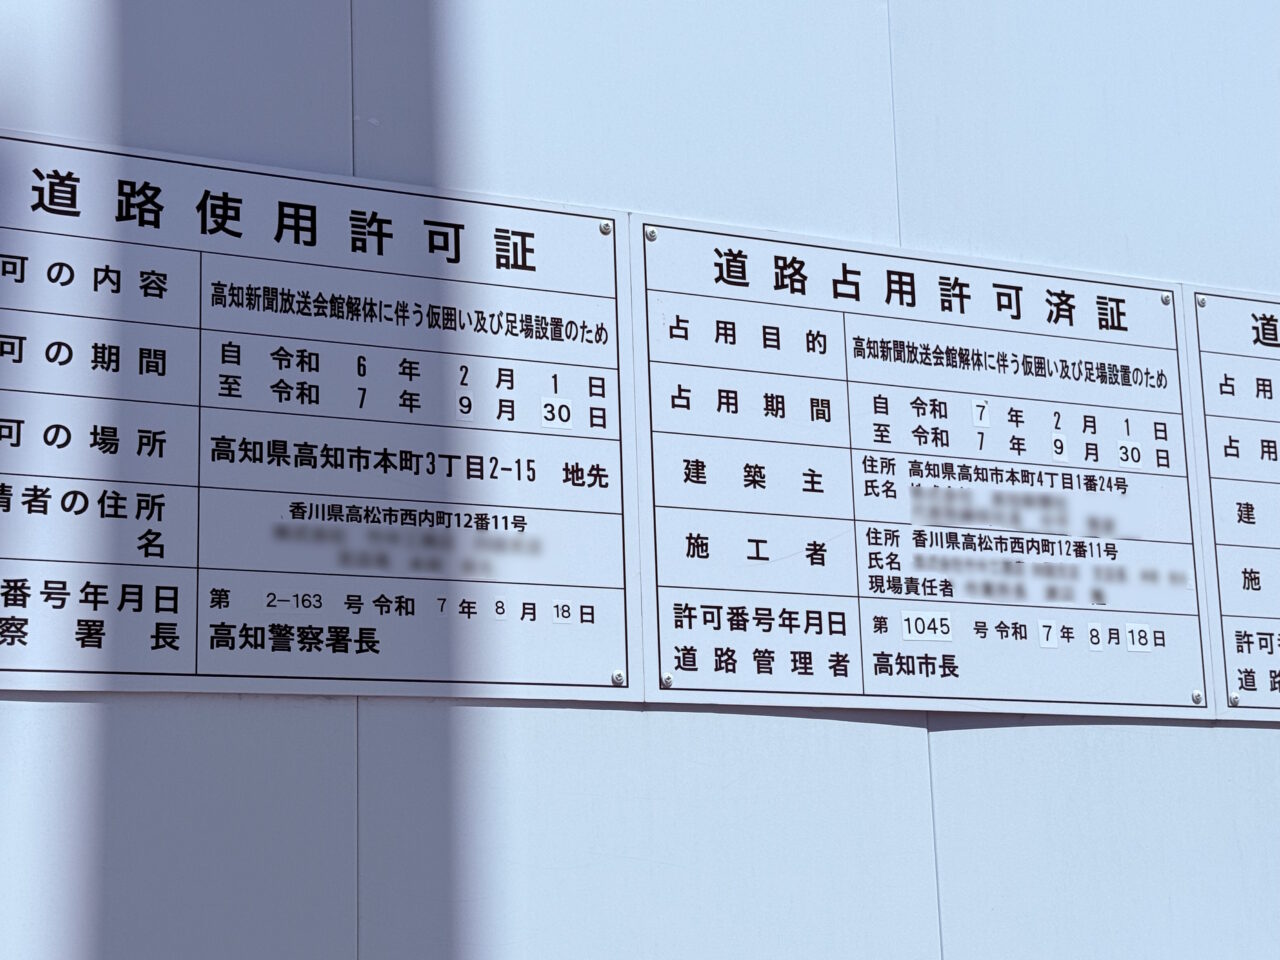 道路使用許可証
可の内容 高知新聞放送会館解体に伴う仮囲い及び足場設置のため
可の期間 自 令和 6 年 2 月 1 日
至 令和 7 年 9 月 30 日
可の場所 高知県高知市本町3丁目2-15 地先
請者の住所 香川県高松市西内町12番11号
名
番号年月日 第 2-163 号 令和 7 年 8 月 18 日
察署長 高知警察署長
道路占用許可済証
占用目的 高知新聞放送会館解体に伴う仮囲い及び足場設置のため
占用期間 自 令和 7 年 2 月 1 日
至 令和 7 年 9 月 30 日
建築主 住所 高知県高知市本町4丁目1番24号
氏名
施工者 住所 香川県高松市西内町12番11号
氏名
現場責任者
許可番号年月日 第 1045 号 令和 7 年 8 月 18 日
道路管理者 高知市長
道
占用
占用
建
施
許可
道路